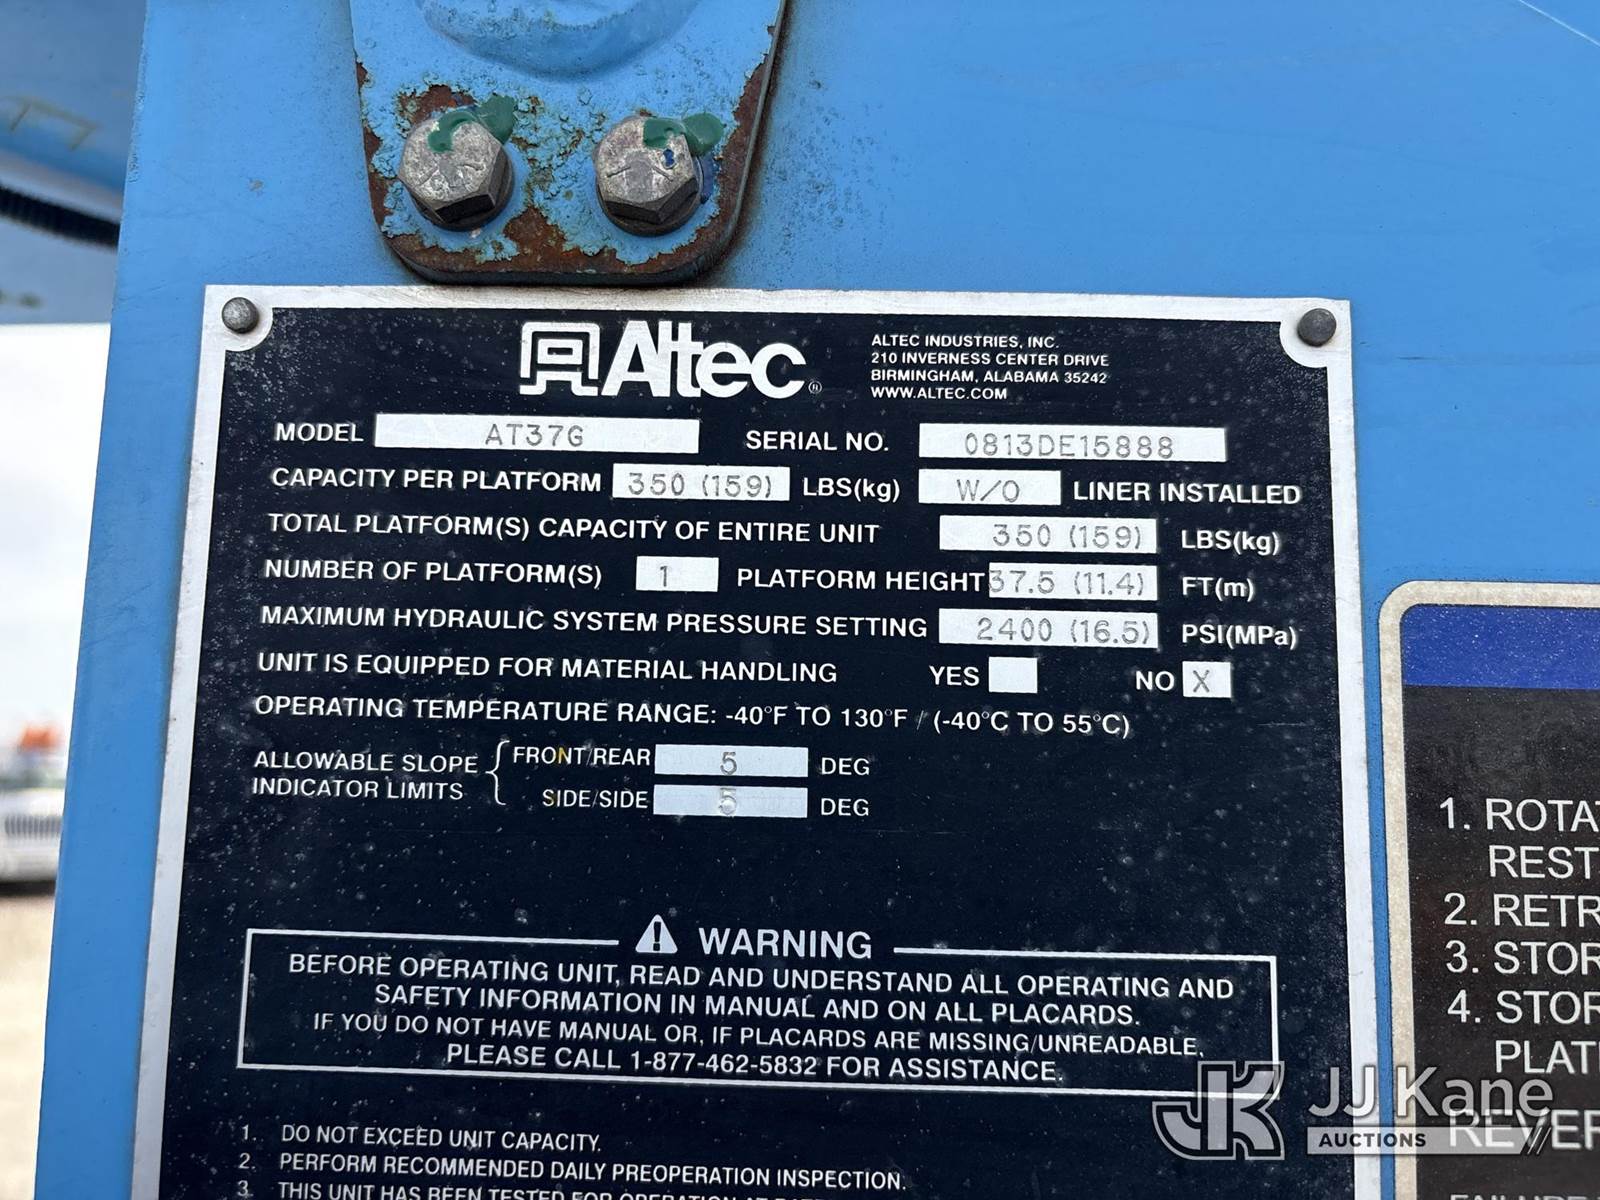 Altec®
ALTEC INDUSTRIES, INC.
210 INVERNESS CENTER DRIVE
BIRMINGHAM, ALABAMA 35242
WWW.ALTEC.COM
MODEL AT37G SERIAL NO. 0813DE15888
CAPACITY PER PLATFORM 350 (159) LBS(kg) W/O LINER INSTALLED
TOTAL PLATFORM(S) CAPACITY OF ENTIRE UNIT 350 (159) LBS(kg)
NUMBER OF PLATFORM(S) 1 PLATFORM HEIGHT 37.5 (11.4) FT(m)
MAXIMUM HYDRAULIC SYSTEM PRESSURE SETTING 2400 (16.5) PSI(MPa)
UNIT IS EQUIPPED FOR MATERIAL HANDLING YES NO X
OPERATING TEMPERATURE RANGE: -40°F TO 130°F / (-40°C TO 55°C)
ALLOWABLE SLOPE INDICATOR LIMITS
FRONT/REAR 5 DEG
SIDE/SIDE 5 DEG
WARNING
BEFORE OPERATING UNIT, READ AND UNDERSTAND ALL OPERATING AND
SAFETY INFORMATION IN MANUAL AND ON ALL PLACARDS.
IF YOU DO NOT HAVE MANUAL OR, IF PLACARDS ARE MISSING/UNREADABLE,
PLEASE CALL 1-877-462-5832 FOR ASSISTANCE.
1. DO NOT EXCEED UNIT CAPACITY.
2. PERFORM RECOMMENDED DAILY PREOPERATION INSPECTION.
3. THIS UNIT HAS BEEN TESTED FOR OPERATION AT
1. ROTA
REST
2. RETR
3. STOR
4. STOR
PLAT
REVER
JK JJ Kane
AUCTIONS